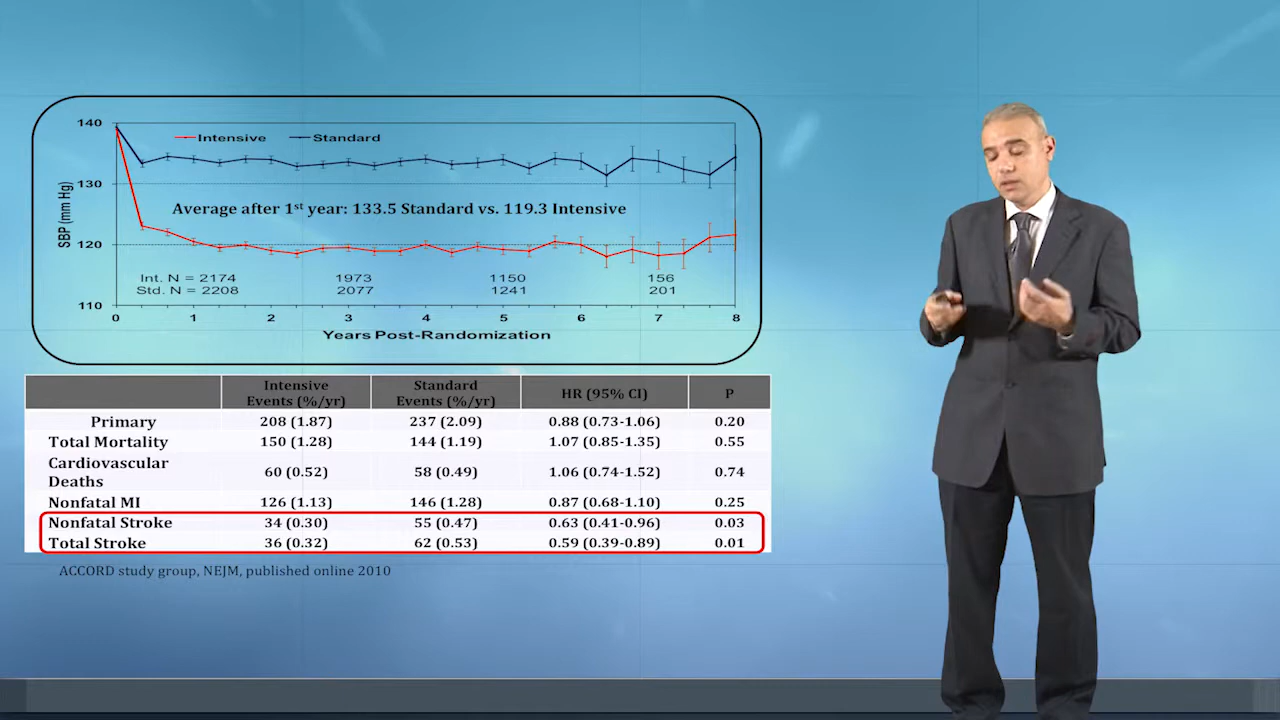 140
Intensive
Standard
130
Average after 1st year: 133.5 Standard vs. 119.3 Intensive
SBP (mm Hg)
120
Int. N = 2174 1973 1150 156
Std. N = 2208 2077 1241 201
110
0 1 2 3 4 5 6 7 8
Years Post-Randomization
Intensive Events (%/yr) Standard Events (%/yr) HR (95% CI) P
Primary 208 (1.87) 237 (2.09) 0.88 (0.73-1.06) 0.20
Total Mortality 150 (1.28) 144 (1.19) 1.07 (0.85-1.35) 0.55
Cardiovascular Deaths 60 (0.52) 58 (0.49) 1.06 (0.74-1.52) 0.74
Nonfatal MI 126 (1.13) 146 (1.28) 0.87 (0.68-1.10) 0.25
Nonfatal Stroke 34 (0.30) 55 (0.47) 0.63 (0.41-0.96) 0.03
Total Stroke 36 (0.32) 62 (0.53) 0.59 (0.39-0.89) 0.01
ACCORD study group, NEJM, published online 2010